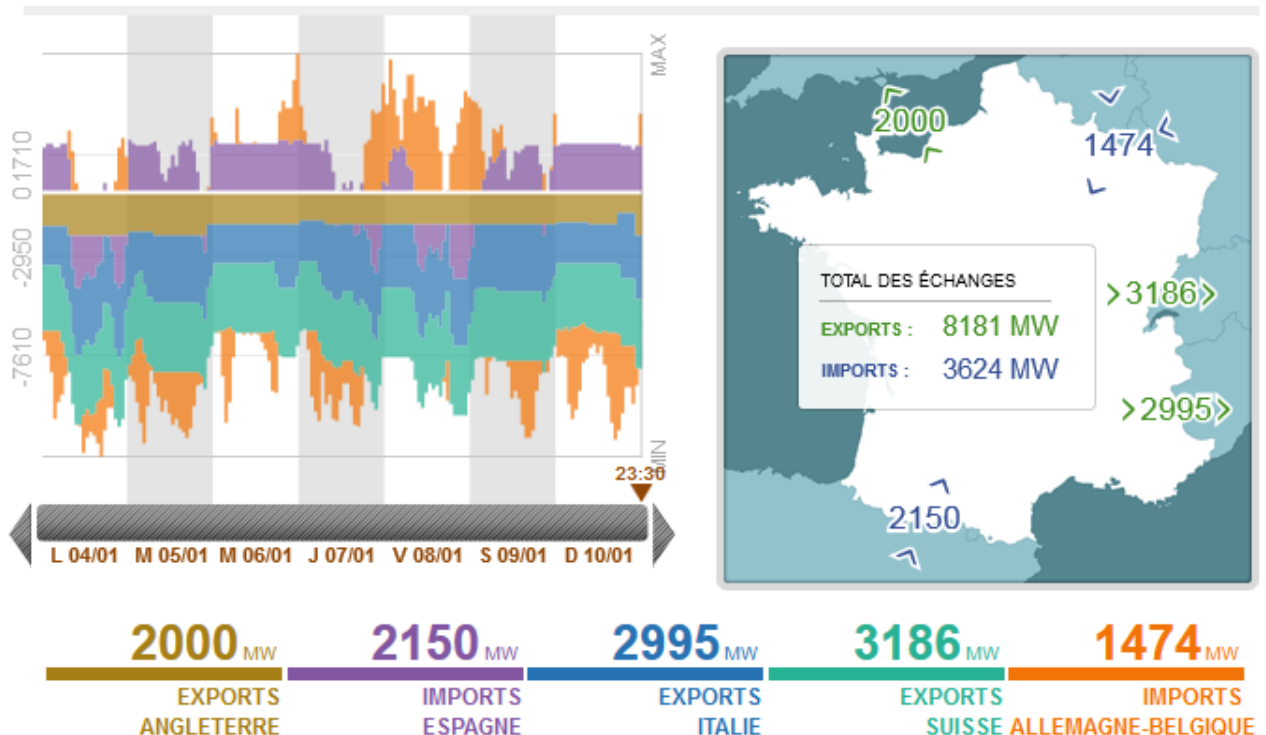 MAX
1710
0
-2950
-7610
MIN
23:30
L 04/01 M 05/01 M 06/01 J 07/01 V 08/01 S 09/01 D 10/01
2000
1474
TOTAL DES ÉCHANGES
EXPORTS : 8181 MW
IMPORTS : 3624 MW
>3186>
>2995>
2150
2000 MW
EXPORTS
ANGLETERRE
2150 MW
IMPORTS
ESPAGNE
2995 MW
EXPORTS
ITALIE
3186 MW
EXPORTS
SUISSE
1474 MW
IMPORTS
ALLEMAGNE-BELGIQUE